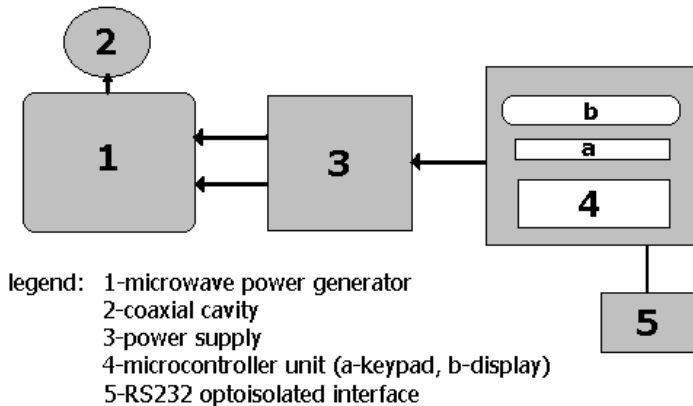 2
b
1
3
a
4
5
legend: 1-microwave power generator
2-coaxial cavity
3-power supply
4-microcontroller unit (a-keypad, b-display)
5-RS232 optoisolated interface